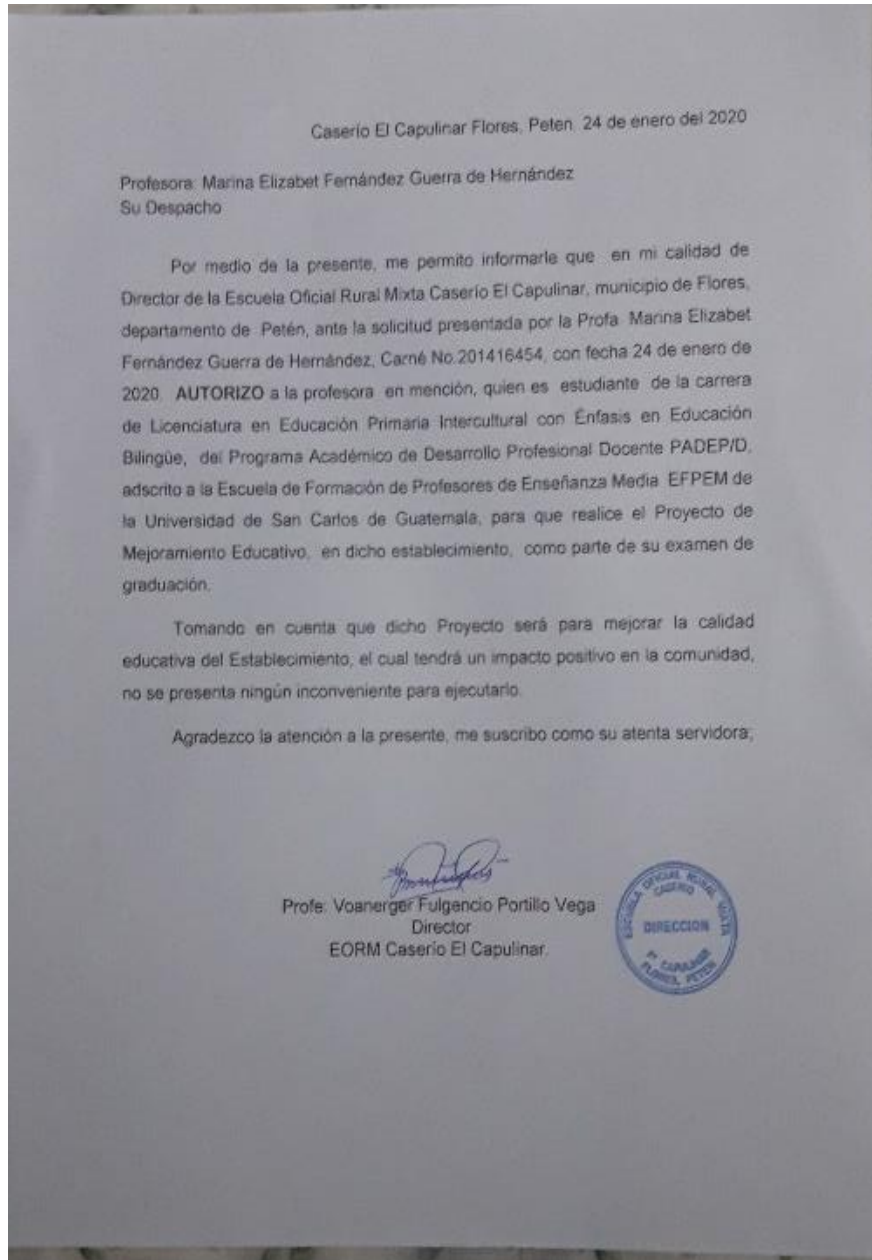 Caserío El Capulinar Flores, Peten 24 de enero del 2020
Profesora: Marina Elizabet Fernández Guerra de Hernández
Su Despacho
Por medio de la presente, me permito informarle que en mi calidad de
Director de la Escuela Oficial Rural Mixta Caserío El Capulinar, municipio de Flores,
departamento de Petén, ante la solicitud presentada por la Profa. Marina Elizabet
Fernández Guerra de Hernández, Carné No.201416454, con fecha 24 de enero de
2020. AUTORIZO a la profesora en mención, quien es estudiante de la carrera
de Licenciatura en Educación Primaria Intercultural con Énfasis en Educación
Bilingüe, del Programa Académico de Desarrollo Profesional Docente PADEP/D,
adscrito a la Escuela de Formación de Profesores de Enseñanza Media EFPEM de
la Universidad de San Carlos de Guatemala, para que realice el Proyecto de
Mejoramiento Educativo, en dicho establecimiento, como parte de su examen de
graduación.
Tomando en cuenta que dicho Proyecto será para mejorar la calidad
educativa del Establecimiento, el cual tendrá un impacto positivo en la comunidad,
no se presenta ningún inconveniente para ejecutarlo.
Agradezco la atención a la presente, me suscribo como su atenta servidora;
Profe: Voanerger Fulgencio Portillo Vega
Director
EORM Caserío El Capulinar.
ESCUELA OFICIAL RURAL MIXTA
CASERIO
DIRECCION
CAPULINAR
FLORES, PETEN